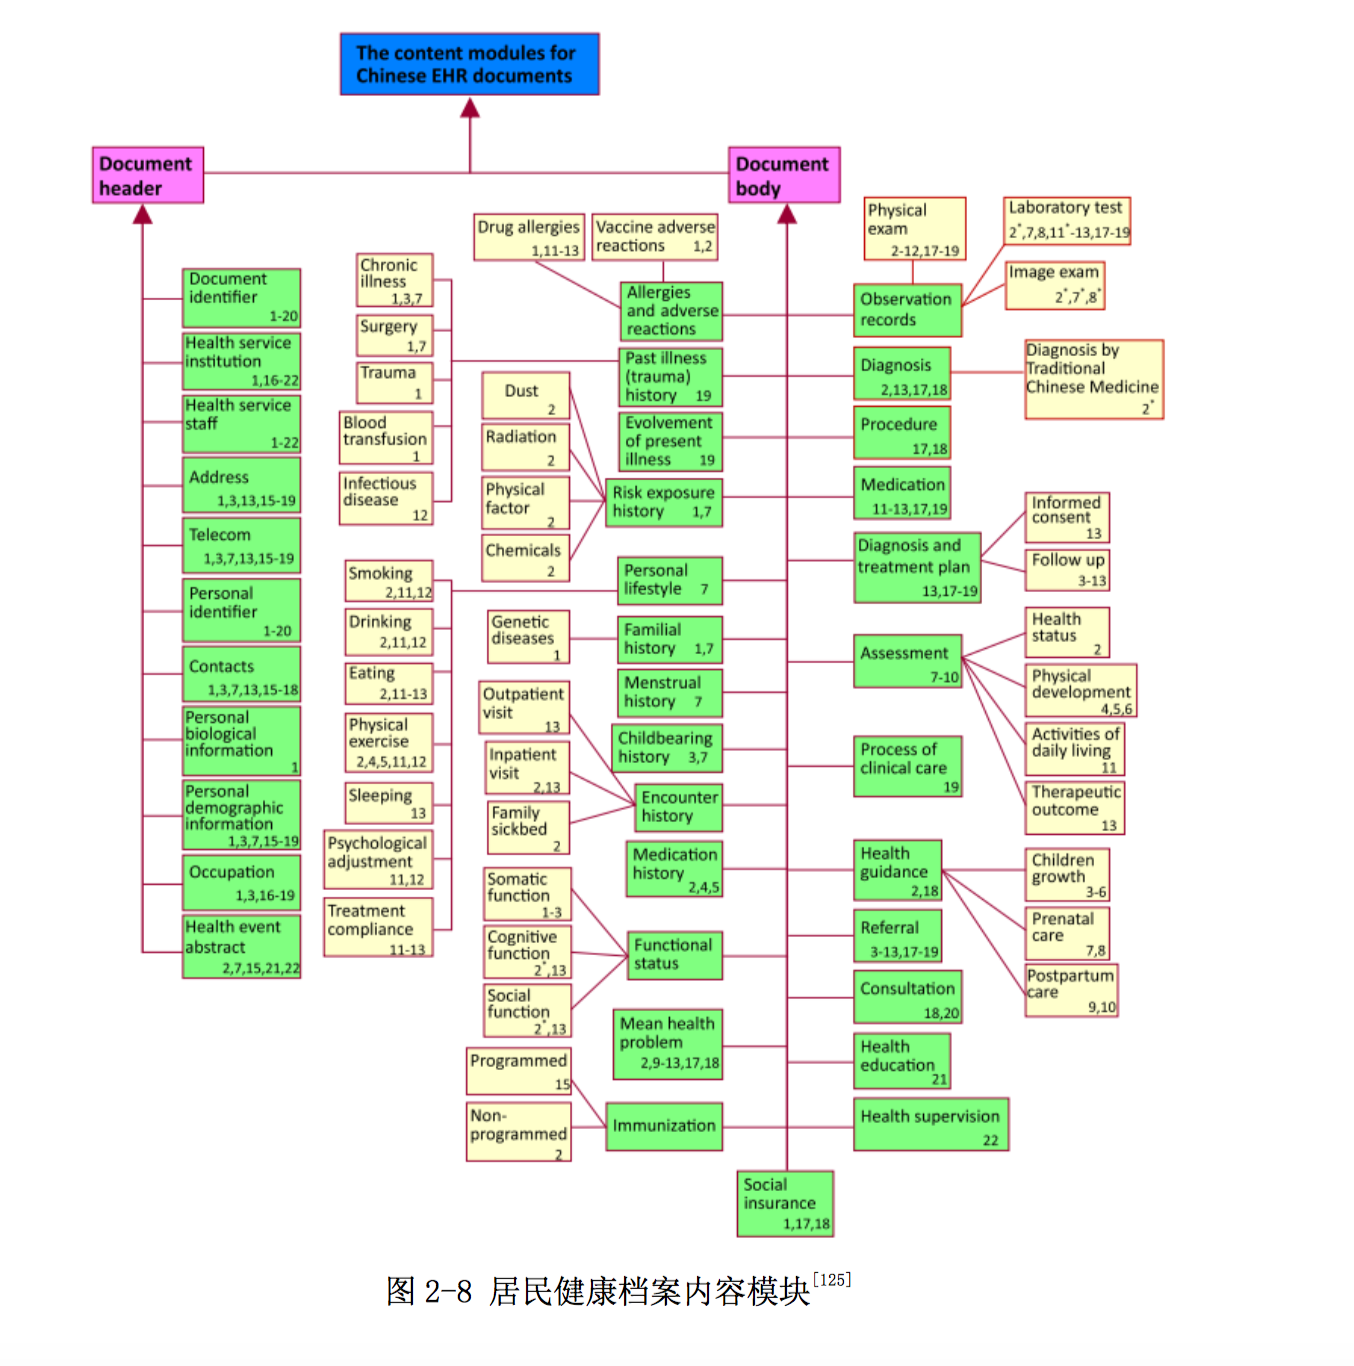 The content modules for
Chinese EHR documents
Document
header
Document
body
Document
identifier
1-20
Health service
institution
1,16-22
Health service
staff
1-22
Address
1,3,13,15-19
Telecom
1,3,7,13,15-19
Personal
identifier
1-20
Contacts
1,3,7,13,15-18
Personal
biological
information
1
Personal
demographic
information
1,3,7,15-19
Occupation
1,3,16-19
Health event
abstract
2,7,15,21,22
Drug allergies
1,11-13
Vaccine adverse
reactions 1,2
Allergies
and adverse
reactions
Chronic
illness
1,3,7
Surgery
1,7
Trauma
1
Blood
transfusion
1
Infectious
disease
12
Past illness
(trauma)
history 19
Evolvement
of present
illness 19
Dust
2
Radiation
2
Physical
factor
2
Chemicals
2
Risk exposure
history 1,7
Smoking
2,11,12
Drinking
2,11,12
Eating
2,11-13
Physical
exercise
2,4,5,11,12
Sleeping
13
Psychological
adjustment
11,12
Treatment
compliance
11-13
Personal
lifestyle 7
Genetic
diseases
1
Familial
history 1,7
Menstrual
history 7
Childbearing
history 3,7
Outpatient
visit
13
Inpatient
visit
2,13
Family
sickbed
2
Encounter
history
Medication
history
2,4,5
Somatic
function
1-3
Cognitive
function
2*,13
Social
function
2*,13
Functional
status
Mean health
problem
2,9-13,17,18
Programmed
15
Non-
programmed
2
Immunization
Physical
exam
2-12,17-19
Laboratory test
2*,7,8,11*-13,17-19
Image exam
2*,7*,8*
Observation
records
Diagnosis
2,13,17,18
Diagnosis by
Traditional
Chinese Medicine
2*
Procedure
17,18
Medication
11-13,17,19
Diagnosis and
treatment plan
13,17-19
Informed
consent
13
Follow up
3-13
Assessment
7-10
Health
status
2
Physical
development
4,5,6
Activities of
daily living
11
Therapeutic
outcome
13
Process of
clinical care
19
Health
guidance
2,18
Children
growth
3-6
Prenatal
care
7,8
Postpartum
care
9,10
Referral
3-13,17-19
Consultation
18,20
Health
education
21
Health supervision
22
Social
insurance
1,17,18
图 2-8 居民健康档案内容模块[125]